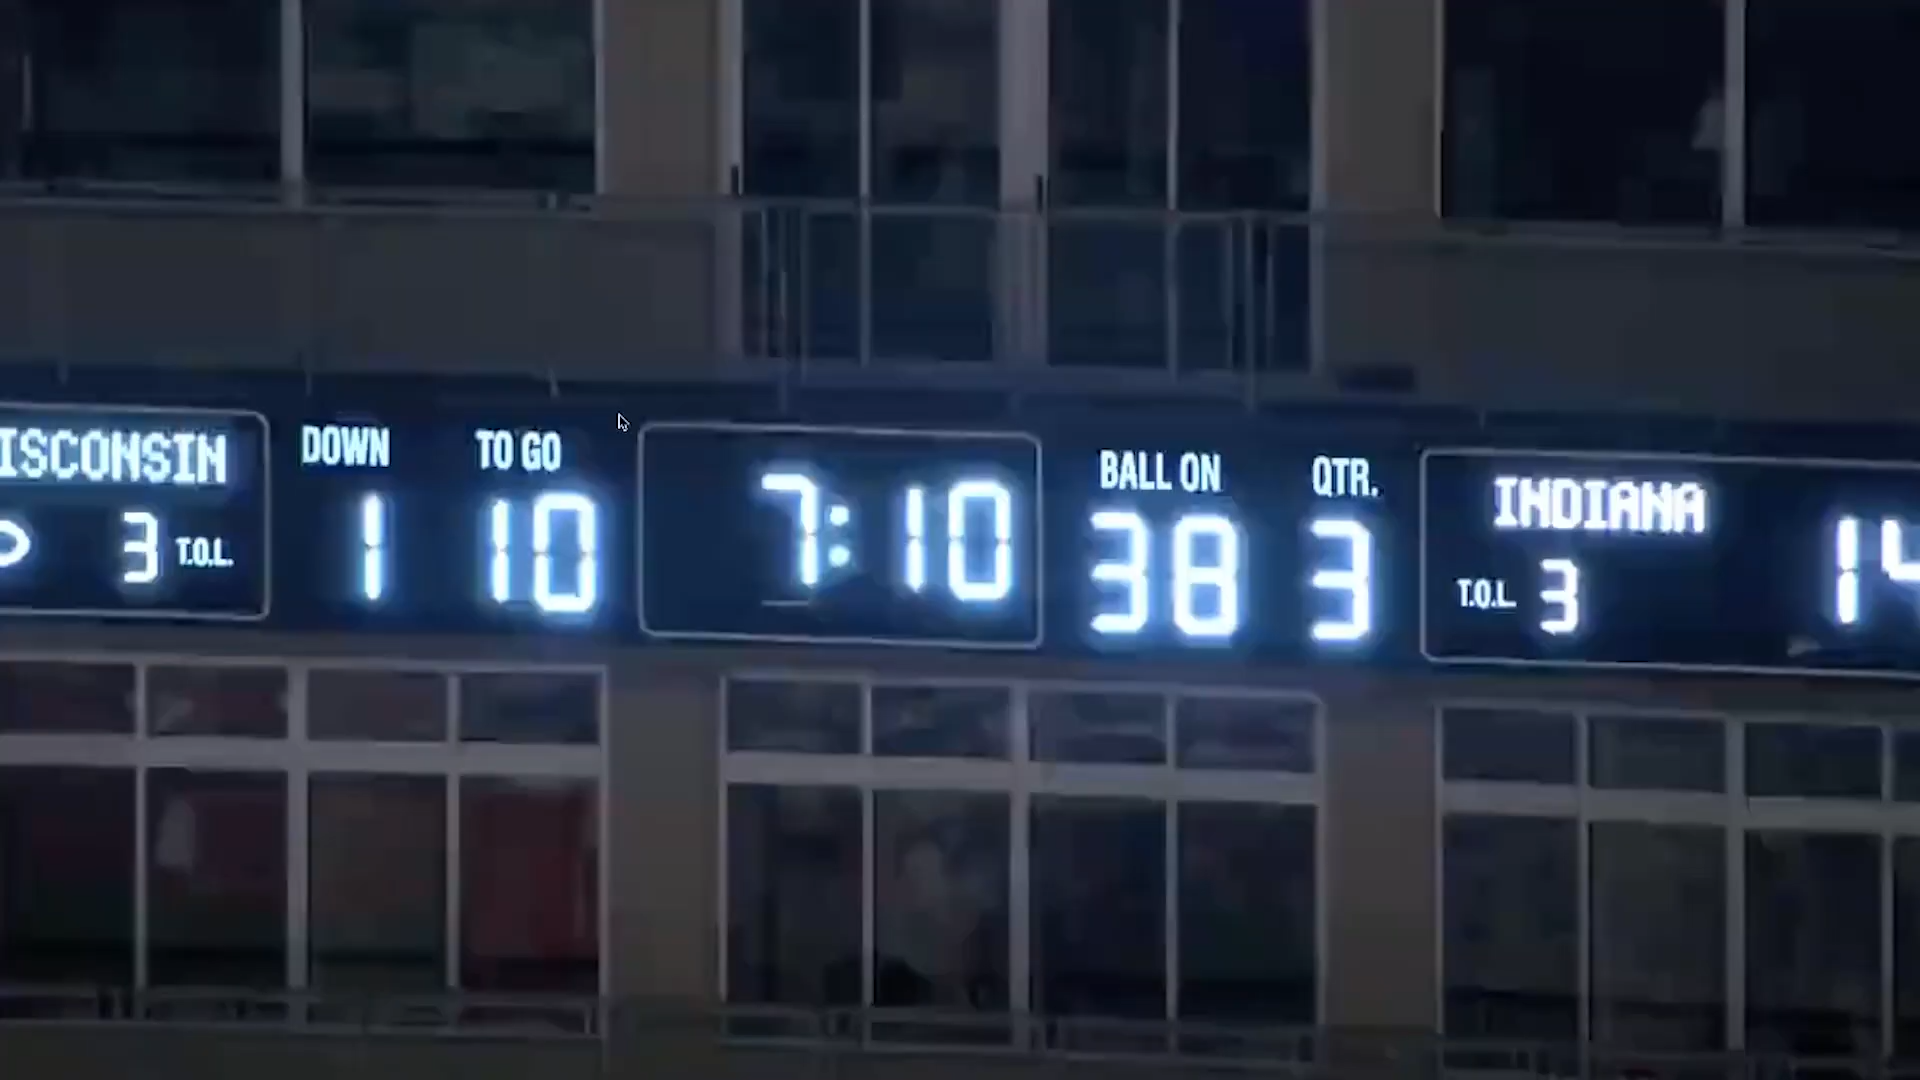 ISCONSIN
3 T.O.L.
DOWN
1
TO GO
10
7:10
BALL ON
38
QTR.
3
INDIANA
T.O.L. 3
14